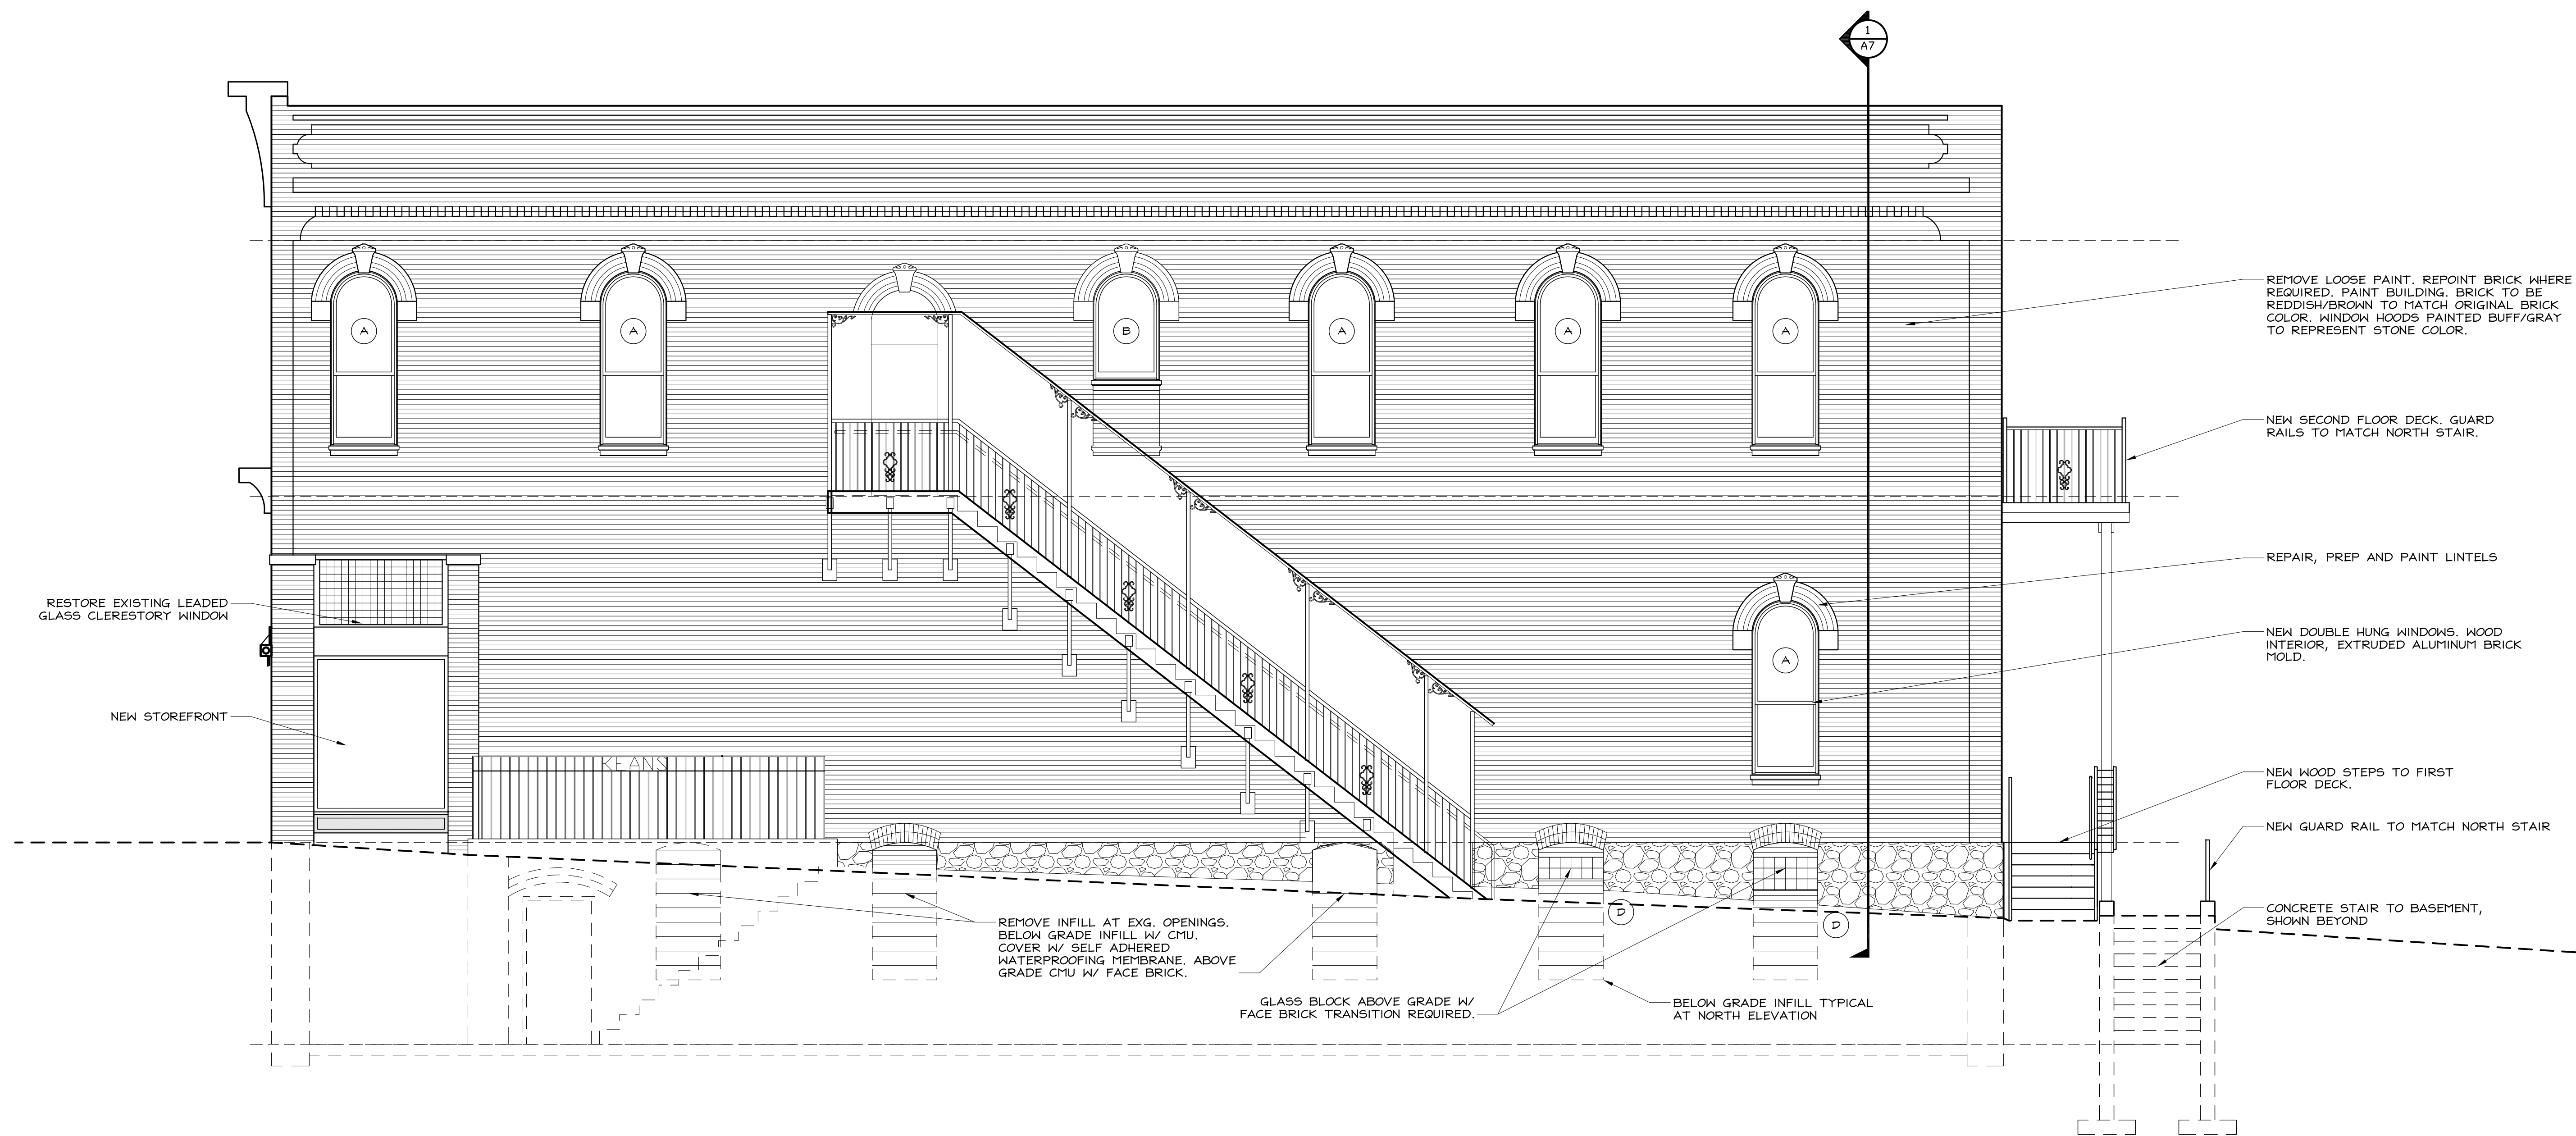 1
A7
A
A
B
A
A
A
REMOVE LOOSE PAINT. REPOINT BRICK WHERE
REQUIRED. PAINT BUILDING. BRICK TO BE
REDDISH/BROWN TO MATCH ORIGINAL BRICK
COLOR. WINDOW HOODS PAINTED BUFF/GRAY
TO REPRESENT STONE COLOR.
NEW SECOND FLOOR DECK. GUARD
RAILS TO MATCH NORTH STAIR.
REPAIR, PREP AND PAINT LINTELS
RESTORE EXISTING LEADED
GLASS CLERESTORY WINDOW
NEW DOUBLE HUNG WINDOWS. WOOD
INTERIOR, EXTRUDED ALUMINUM BRICK
MOLD.
A
NEW STOREFRONT
KEANS
NEW WOOD STEPS TO FIRST
FLOOR DECK.
NEW GUARD RAIL TO MATCH NORTH STAIR
D
D
CONCRETE STAIR TO BASEMENT,
SHOWN BEYOND
REMOVE INFILL AT EXG. OPENINGS.
BELOW GRADE INFILL W/ CMU.
COVER W/ SELF ADHERED
WATERPROOFING MEMBRANE. ABOVE
GRADE CMU W/ FACE BRICK.
GLASS BLOCK ABOVE GRADE W/
FACE BRICK TRANSITION REQUIRED.
BELOW GRADE INFILL TYPICAL
AT NORTH ELEVATION